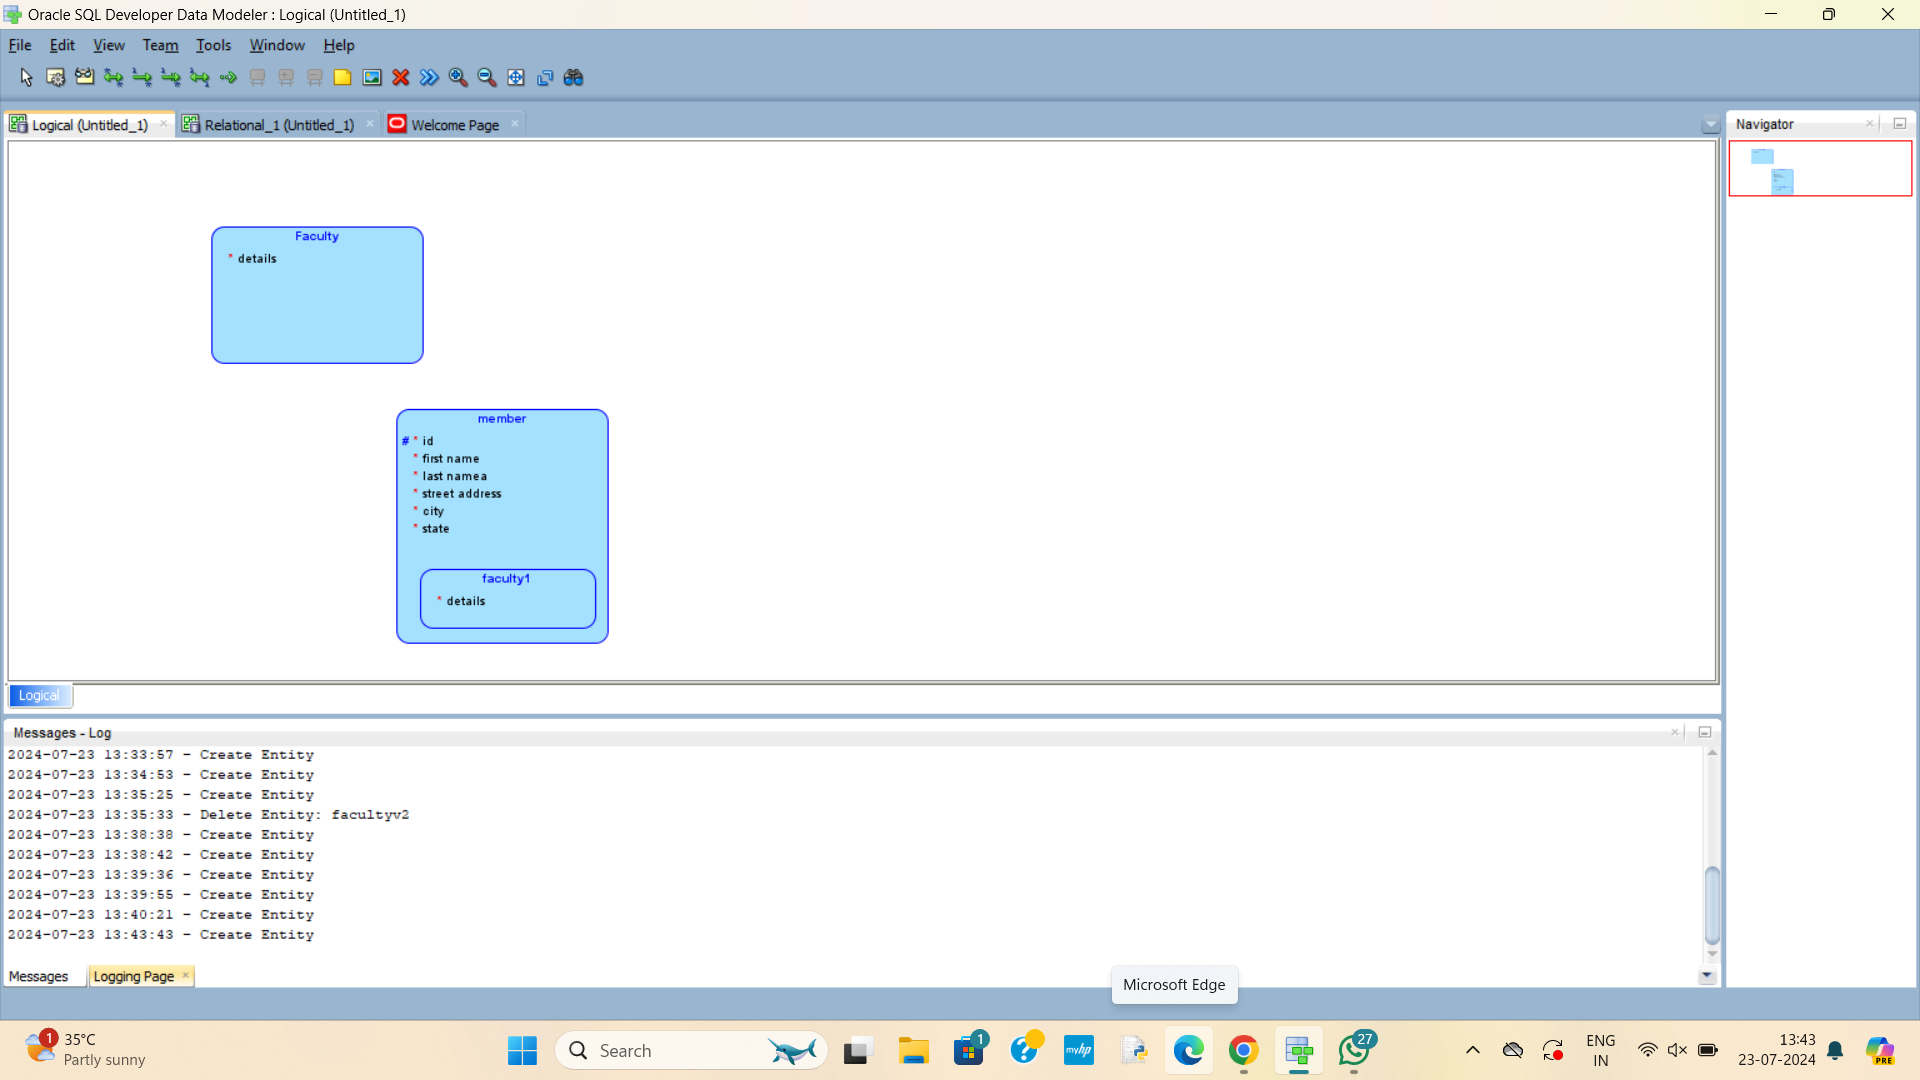 Oracle SQL Developer Data Modeler : Logical (Untitled_1)
File Edit View Team Tools Window Help
Logical (Untitled_1) Relational_1 (Untitled_1) Welcome Page
Navigator
Faculty
* details
member
# * id
* first name
* last namea
* street address
* city
* state
faculty1
* details
Logical
Messages - Log
2024-07-23 13:33:57 - Create Entity
2024-07-23 13:34:53 - Create Entity
2024-07-23 13:35:25 - Create Entity
2024-07-23 13:35:33 - Delete Entity: facultyv2
2024-07-23 13:38:38 - Create Entity
2024-07-23 13:38:42 - Create Entity
2024-07-23 13:39:36 - Create Entity
2024-07-23 13:39:55 - Create Entity
2024-07-23 13:40:21 - Create Entity
2024-07-23 13:43:43 - Create Entity
Messages Logging Page
Microsoft Edge
1 35°C
Partly sunny
Search
1
myhp
27
ENG
IN
13:43
23-07-2024
PRE